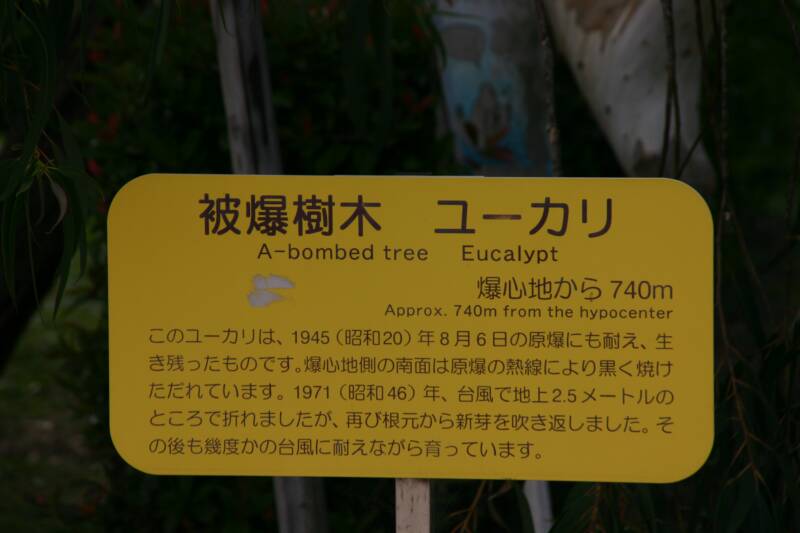 被爆樹木　ユーカリ
A-bombed tree　Eucalypt
爆心地から 740m
Approx. 740m from the hypocenter
このユーカリは、1945（昭和20）年8月6日の原爆にも耐え、生
き残ったものです。爆心地側の南面は原爆の熱線により黒く焼け
ただれています。1971（昭和46）年、台風で地上2.5メートルの
ところで折れましたが、再び根元から新芽を吹き返しました。そ
の後も幾度かの台風に耐えながら育っています。